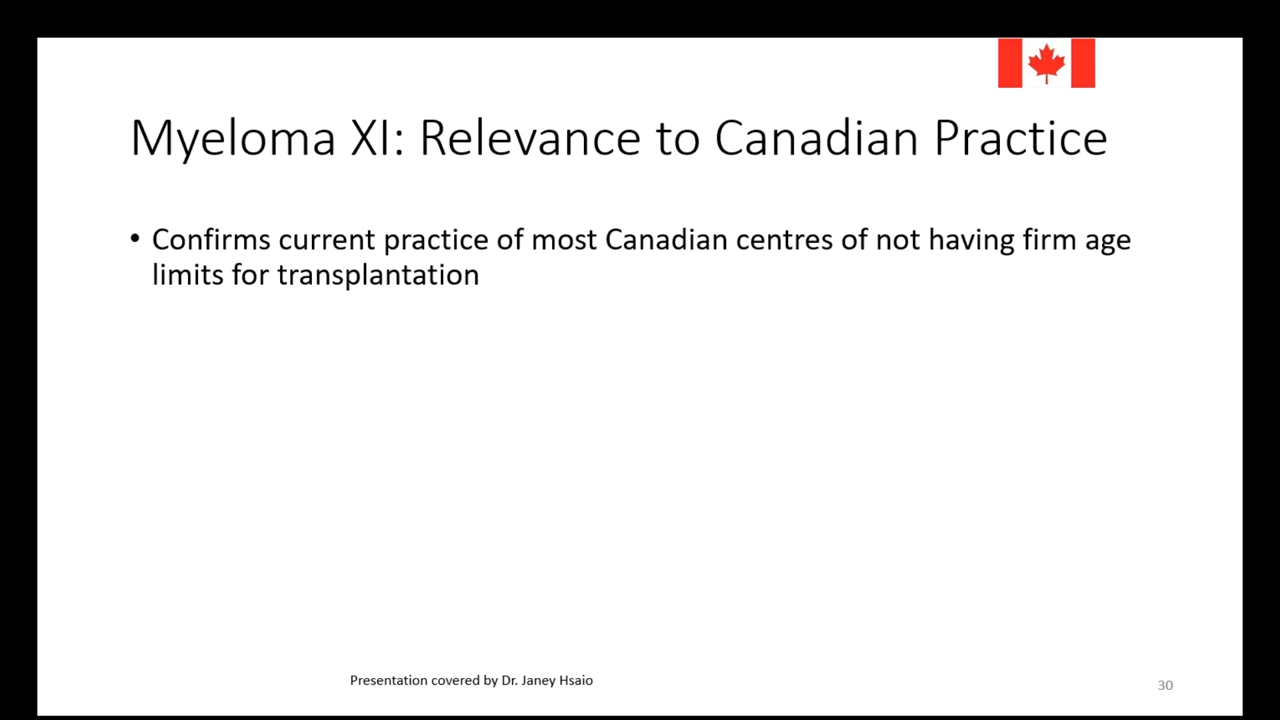 Myeloma XI: Relevance to Canadian Practice
• Confirms current practice of most Canadian centres of not having firm age
limits for transplantation
Presentation covered by Dr. Janey Hsaio
30